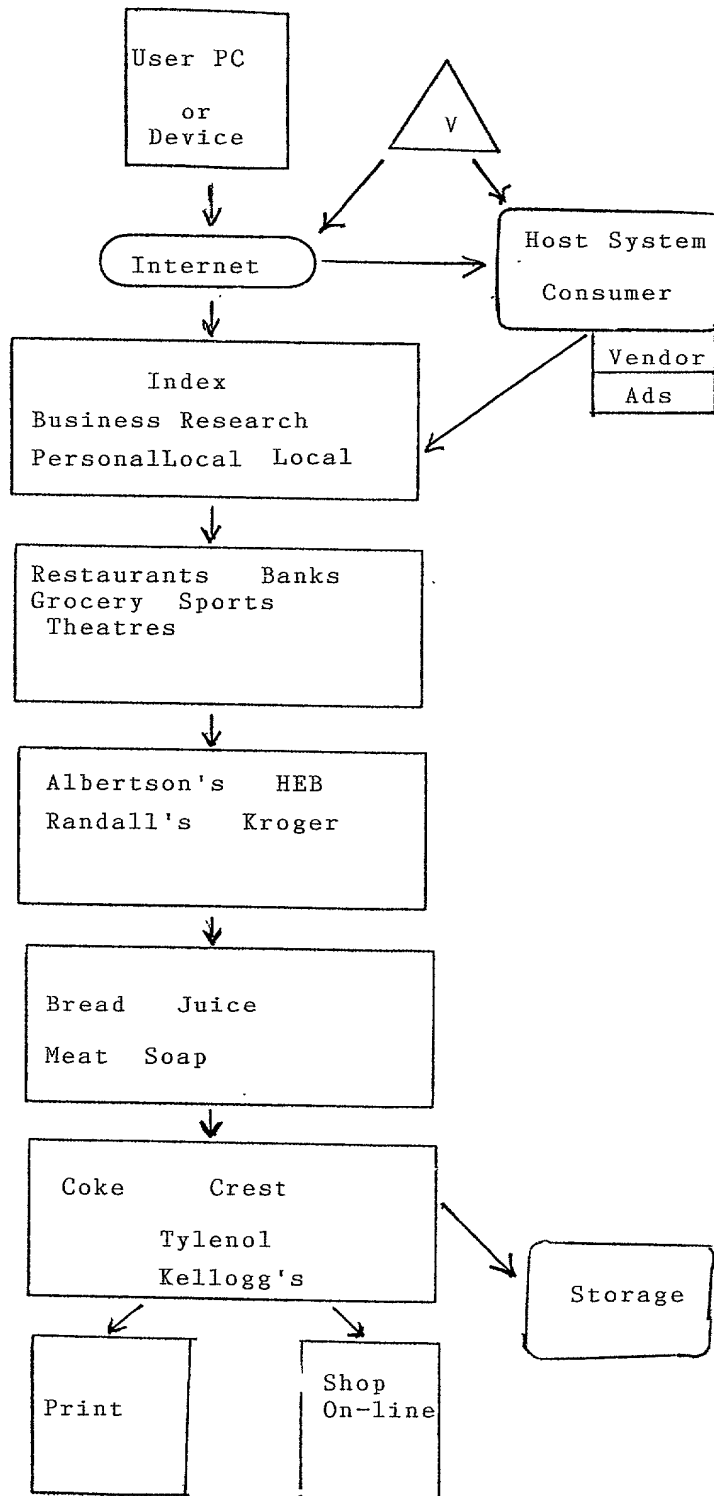 User PC
or
Device
V
Internet
Host System
Consumer
Vendor
Ads
Index
Business Research
PersonalLocal Local
Restaurants Banks
Grocery Sports
Theatres
Albertson's HEB
Randall's Kroger
Bread Juice
Meat Soap
Coke Crest
Tylenol
Kellogg's
Storage
Print
Shop
On-line